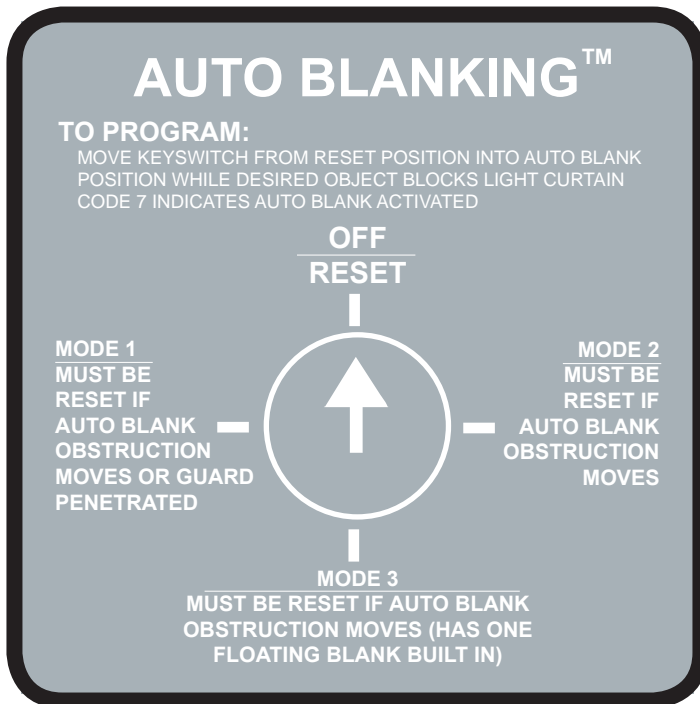 AUTO BLANKING™
TO PROGRAM:
MOVE KEYSWITCH FROM RESET POSITION INTO AUTO BLANK
POSITION WHILE DESIRED OBJECT BLOCKS LIGHT CURTAIN
CODE 7 INDICATES AUTO BLANK ACTIVATED
OFF
RESET
MODE 1
MUST BE
RESET IF
AUTO BLANK
OBSTRUCTION
MOVES OR GUARD
PENETRATED
MODE 2
MUST BE
RESET IF
AUTO BLANK
OBSTRUCTION
MOVES
MODE 3
MUST BE RESET IF AUTO BLANK
OBSTRUCTION MOVES (HAS ONE
FLOATING BLANK BUILT IN)